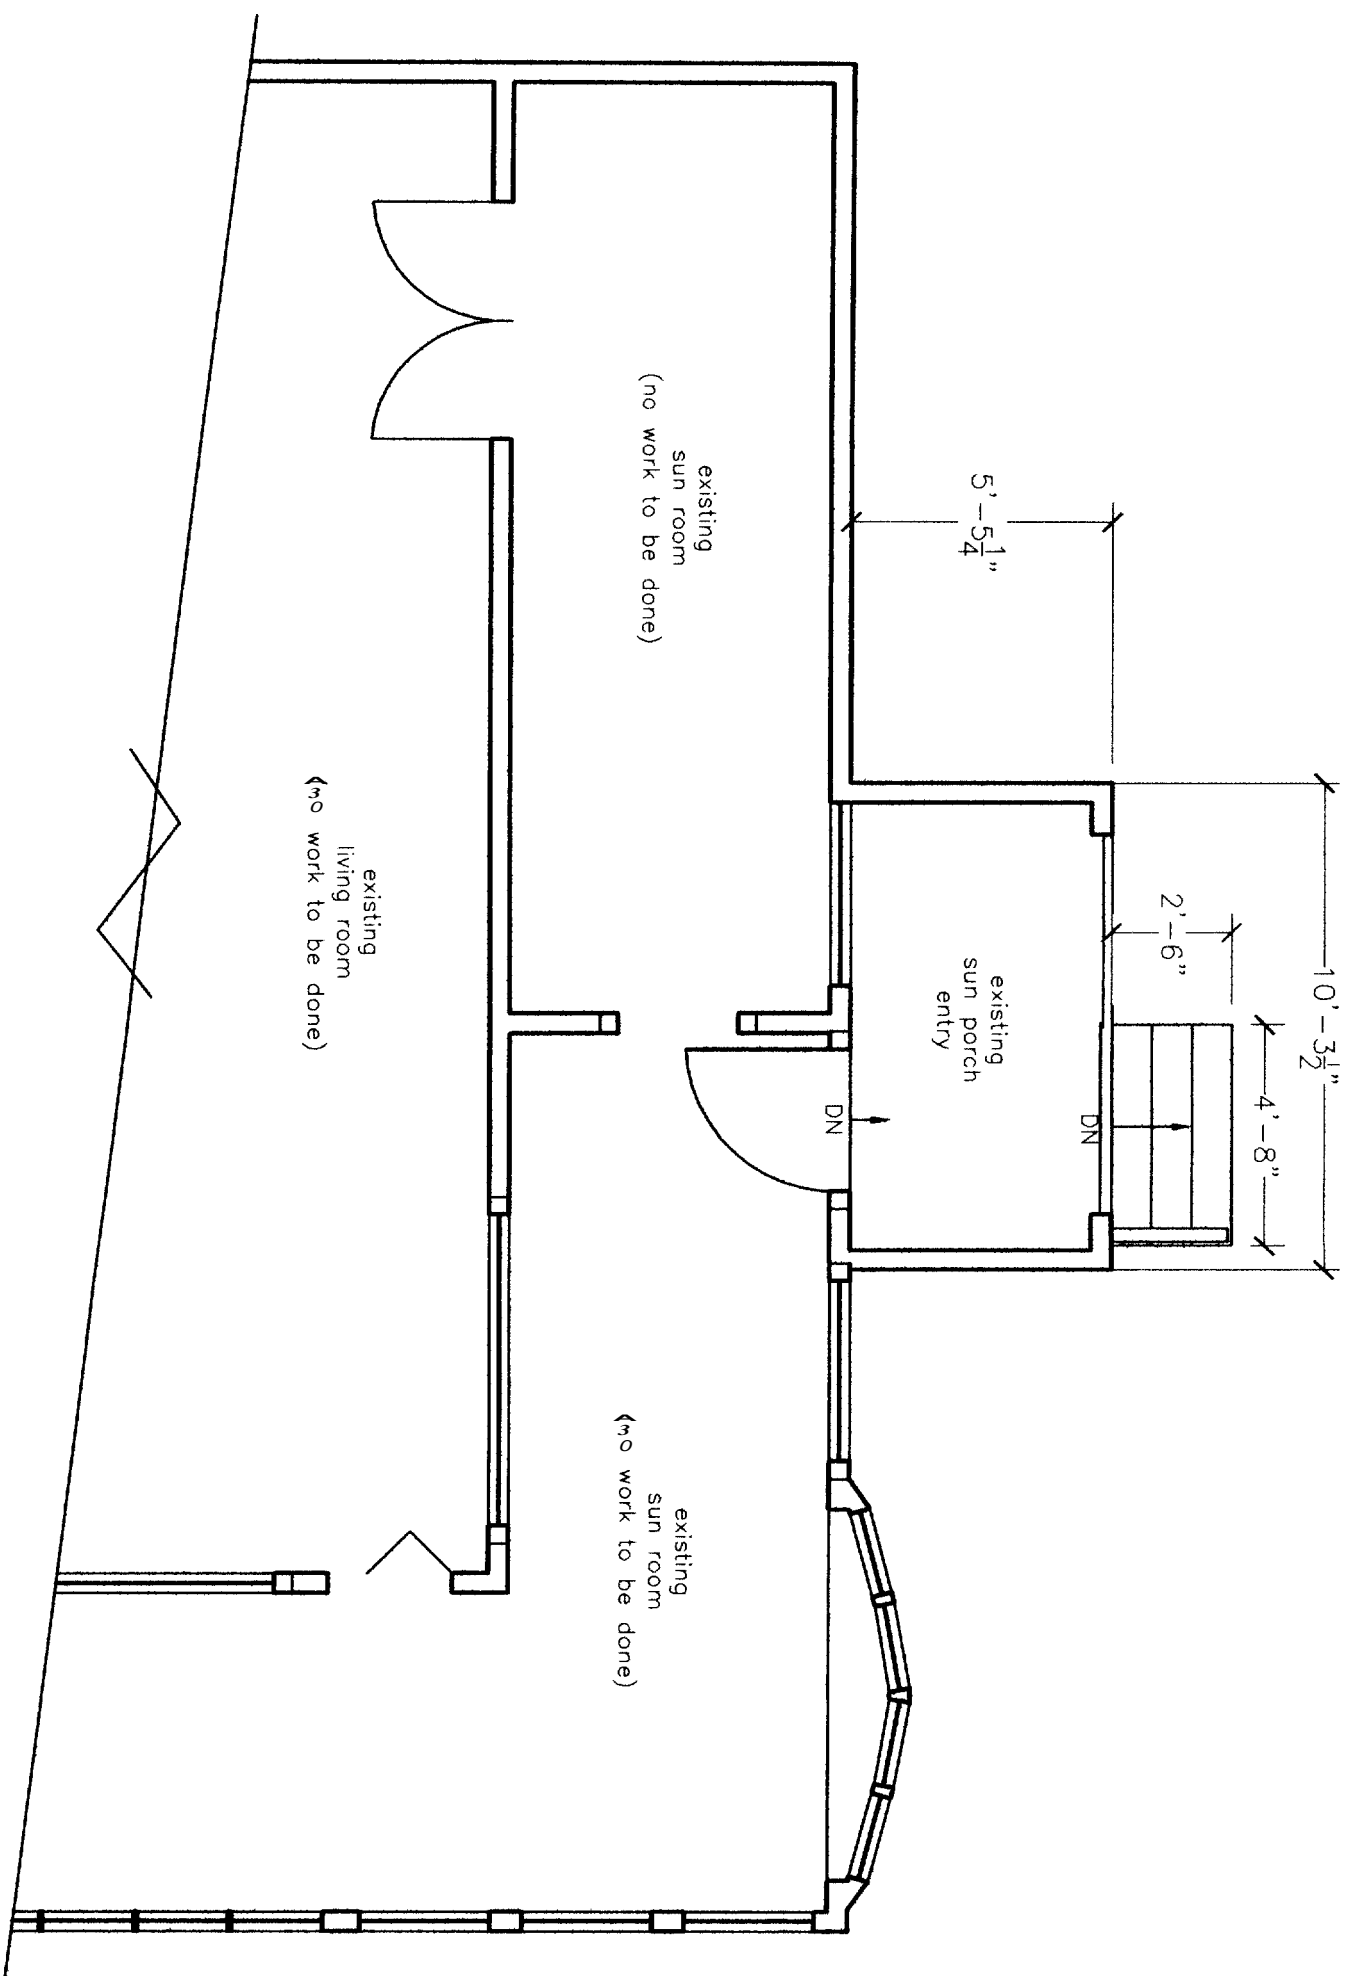 10'-3 1/2"
4'-8"
2'-6"
5'-5 1/4"
DN
existing
sun porch
entry
DN
existing
sun room
(no work to be done)
existing
sun room
(no work to be done)
existing
living room
(no work to be done)